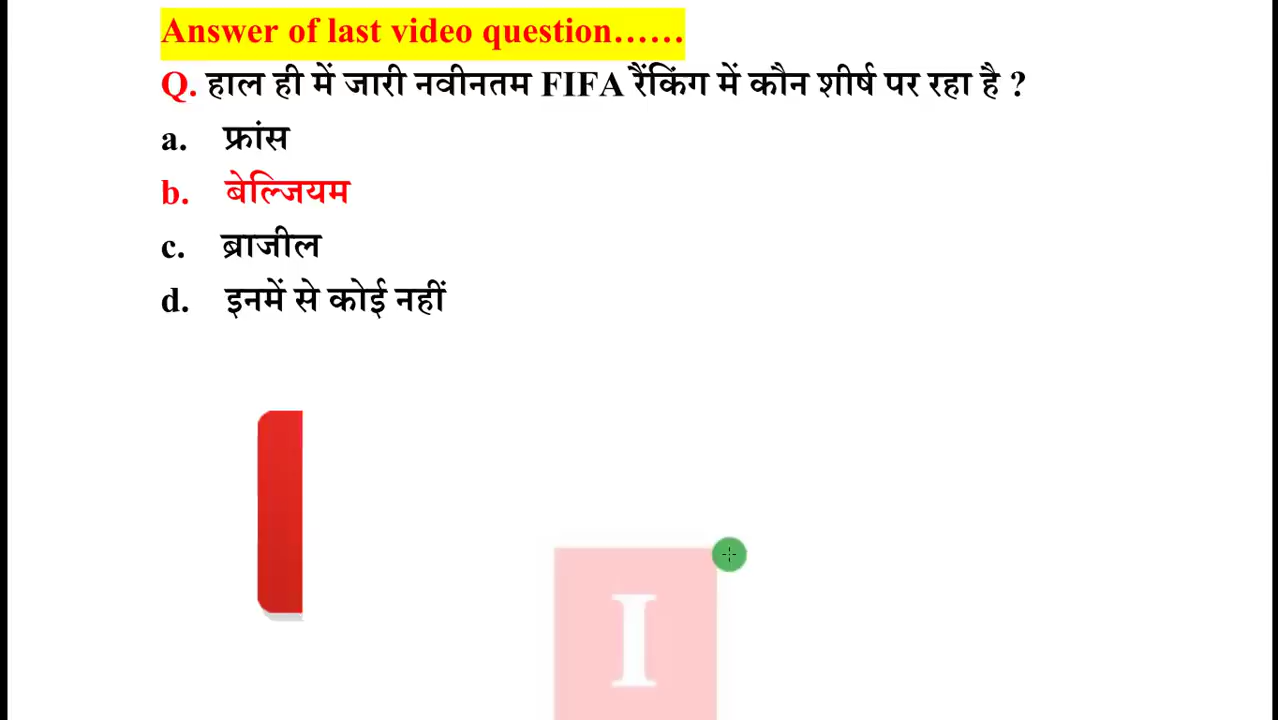 Answer of last video question……
Q. हाल ही में जारी नवीनतम FIFA रैंकिंग में कौन शीर्ष पर रहा है ?
a. फ्रांस
b. बेल्जियम
c. ब्राजील
d. इनमें से कोई नहीं
I